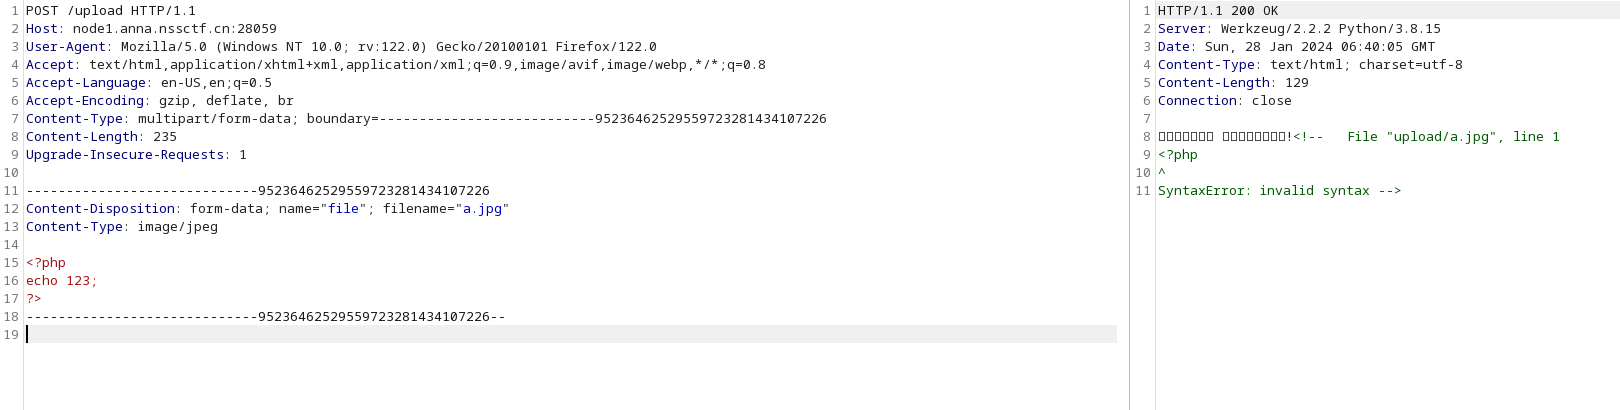 1 POST /upload HTTP/1.1
2 Host: node1.anna.nssctf.cn:28059
3 User-Agent: Mozilla/5.0 (Windows NT 10.0; rv:122.0) Gecko/20100101 Firefox/122.0
4 Accept: text/html,application/xhtml+xml,application/xml;q=0.9,image/avif,image/webp,*/*;q=0.8
5 Accept-Language: en-US,en;q=0.5
6 Accept-Encoding: gzip, deflate, br
7 Content-Type: multipart/form-data; boundary=---------------------------95236462529559723281434107226
8 Content-Length: 235
9 Upgrade-Insecure-Requests: 1
10
11 -----------------------------95236462529559723281434107226
12 Content-Disposition: form-data; name="file"; filename="a.jpg"
13 Content-Type: image/jpeg
14
15 <?php
16 echo 123;
17 ?>
18 -----------------------------95236462529559723281434107226--
19
1 HTTP/1.1 200 OK
2 Server: Werkzeug/2.2.2 Python/3.8.15
3 Date: Sun, 28 Jan 2024 06:40:05 GMT
4 Content-Type: text/html; charset=utf-8
5 Content-Length: 129
6 Connection: close
7
8 !<!--   File "upload/a.jpg", line 1
9 <?php
10 ^
11 SyntaxError: invalid syntax -->